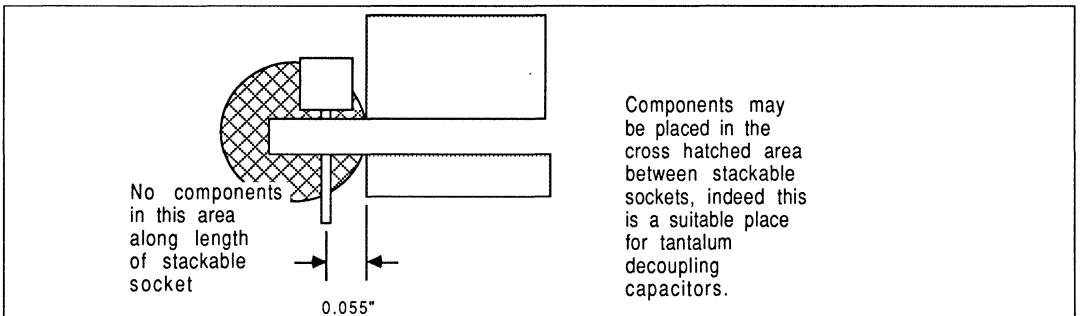 No components
in this area
along length
of stackable
socket
0.055"
Components may
be placed in the
cross hatched area
between stackable
sockets, indeed this
is a suitable place
for tantalum
decoupling
capacitors.